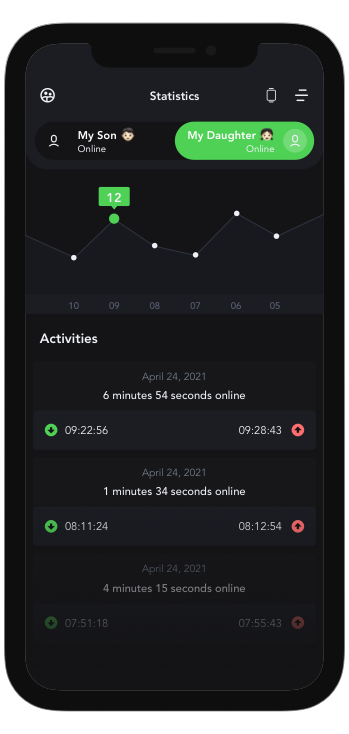 Statistics
My Son 👦🏻
Online
My Daughter 👧🏻
Online
12
10 09 08 07 06 05
Activities
April 24, 2021
6 minutes 54 seconds online
09:22:56 09:28:43
April 24, 2021
1 minutes 34 seconds online
08:11:24 08:12:54
April 24, 2021
4 minutes 15 seconds online
07:51:18 07:55:43